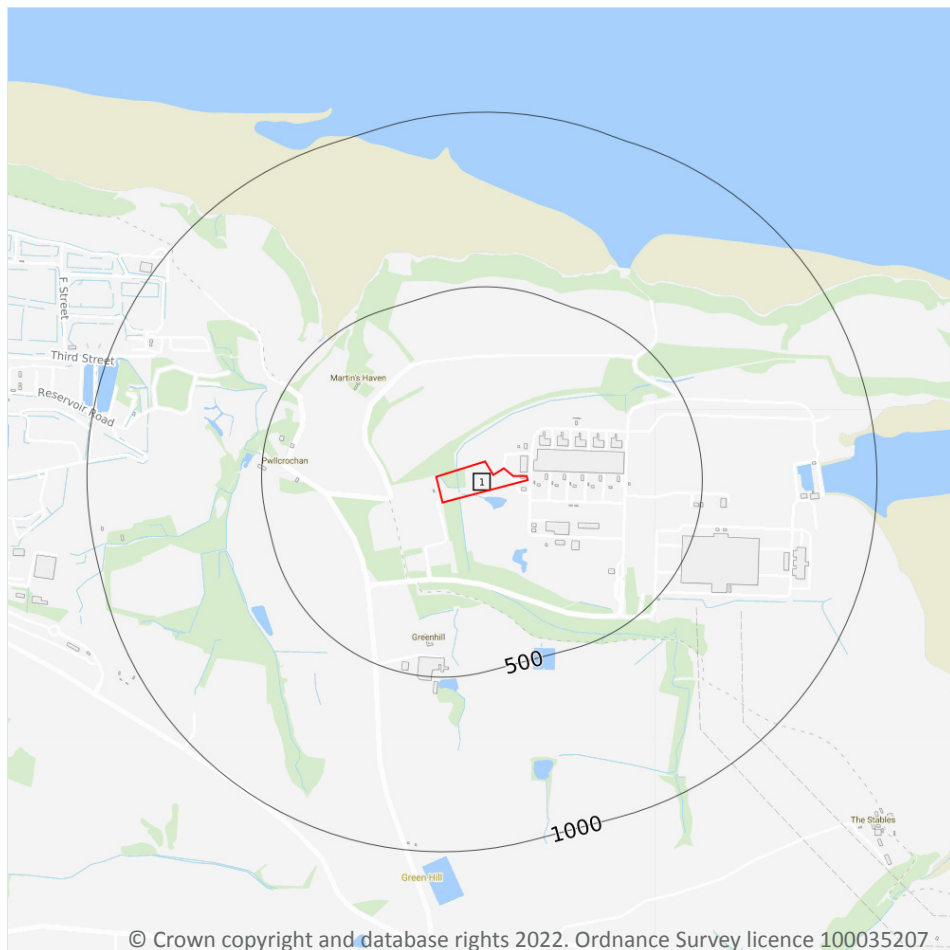 F Street
Third Street
Reservoir Road
Martin's Haven
Pwllcrochan
1
Greenhill
500
1000
The Stables
Green Hill
© Crown copyright and database rights 2022. Ordnance Survey licence 100035207